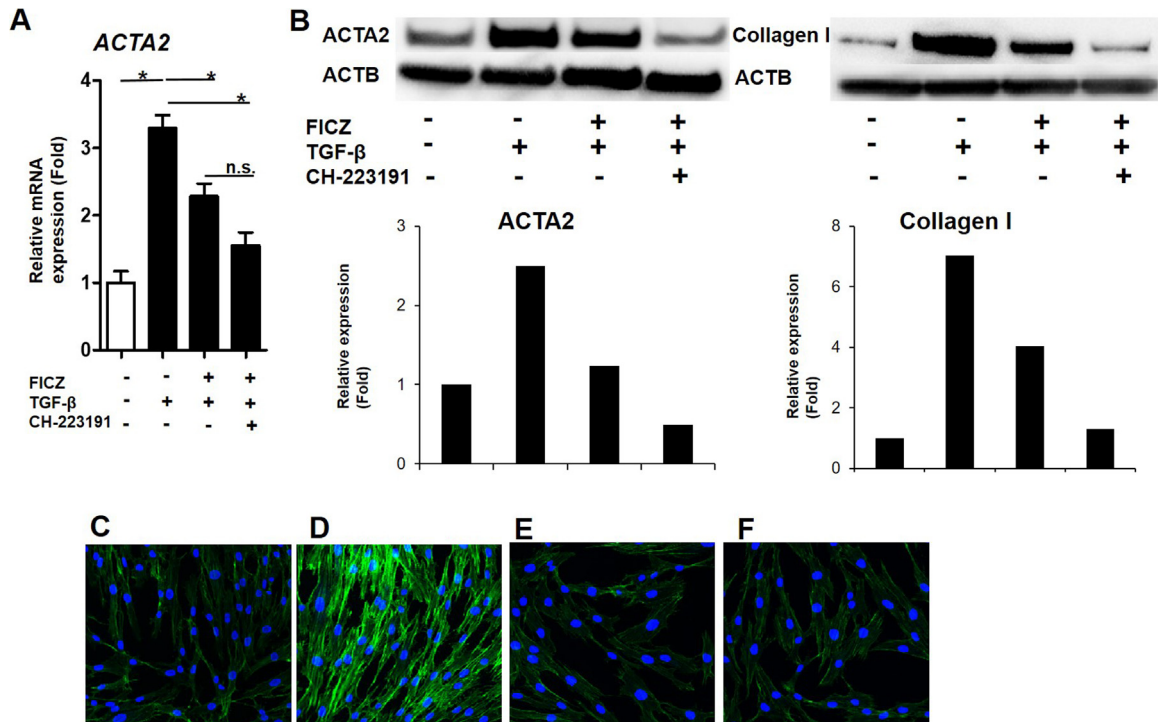 A
ACTA2
* *
*
n.s.
Relative mRNA
expression (Fold)
4
3
2
1
0
FICZ - - + +
TGF-β - + + +
CH-223191 - - - +
B
ACTA2
ACTB
Collagen I
ACTB
FICZ - - + +
TGF-β - + + +
CH-223191 - - - +
- - + +
- + + +
- - - +
ACTA2
Relative expression
(Fold)
3
2
1
0
Collagen I
Relative expression
(Fold)
8
6
4
2
0
C
D
E
F